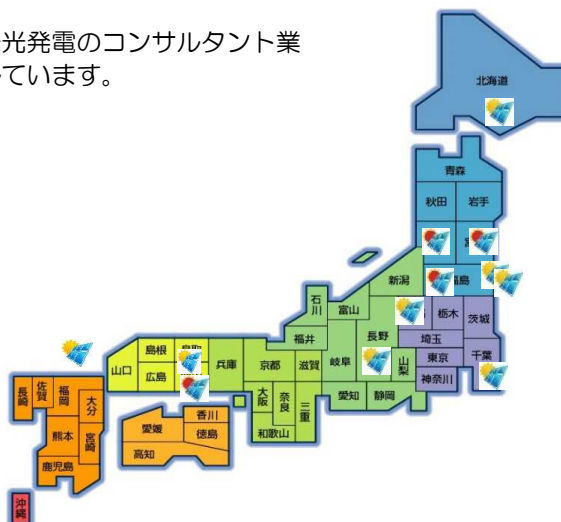 光発電のコンサルタント業
ています。
北海道
青森
秋田
岩手
宮
新潟
福島
石川
富山
栃木
茨城
福井
長野
埼玉
島根
鳥取
兵庫
京都
滋賀
岐阜
山梨
東京
千葉
山口
広島
神奈川
大阪
奈良
三重
愛知
静岡
和歌山
長崎
佐賀
福岡
大分
香川
愛媛
徳島
熊本
宮崎
高知
鹿児島
沖縄